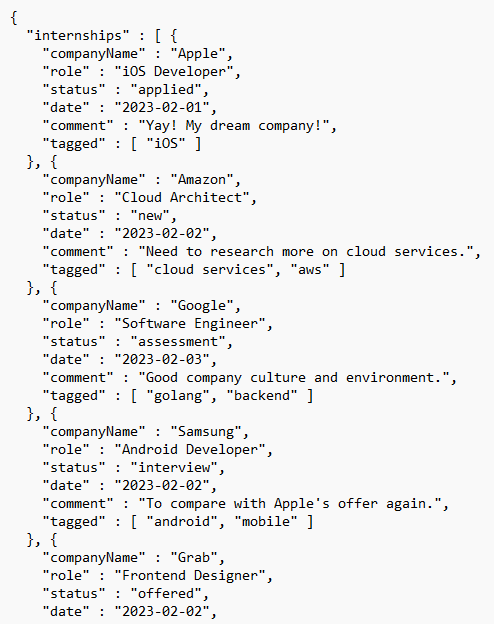 {
  "internships" : [ {
    "companyName" : "Apple",
    "role" : "iOS Developer",
    "status" : "applied",
    "date" : "2023-02-01",
    "comment" : "Yay! My dream company!",
    "tagged" : [ "iOS" ]
  }, {
    "companyName" : "Amazon",
    "role" : "Cloud Architect",
    "status" : "new",
    "date" : "2023-02-02",
    "comment" : "Need to research more on cloud services.",
    "tagged" : [ "cloud services", "aws" ]
  }, {
    "companyName" : "Google",
    "role" : "Software Engineer",
    "status" : "assessment",
    "date" : "2023-02-03",
    "comment" : "Good company culture and environment.",
    "tagged" : [ "golang", "backend" ]
  }, {
    "companyName" : "Samsung",
    "role" : "Android Developer",
    "status" : "interview",
    "date" : "2023-02-02",
    "comment" : "To compare with Apple's offer again.",
    "tagged" : [ "android", "mobile" ]
  }, {
    "companyName" : "Grab",
    "role" : "Frontend Designer",
    "status" : "offered",
    "date" : "2023-02-02",